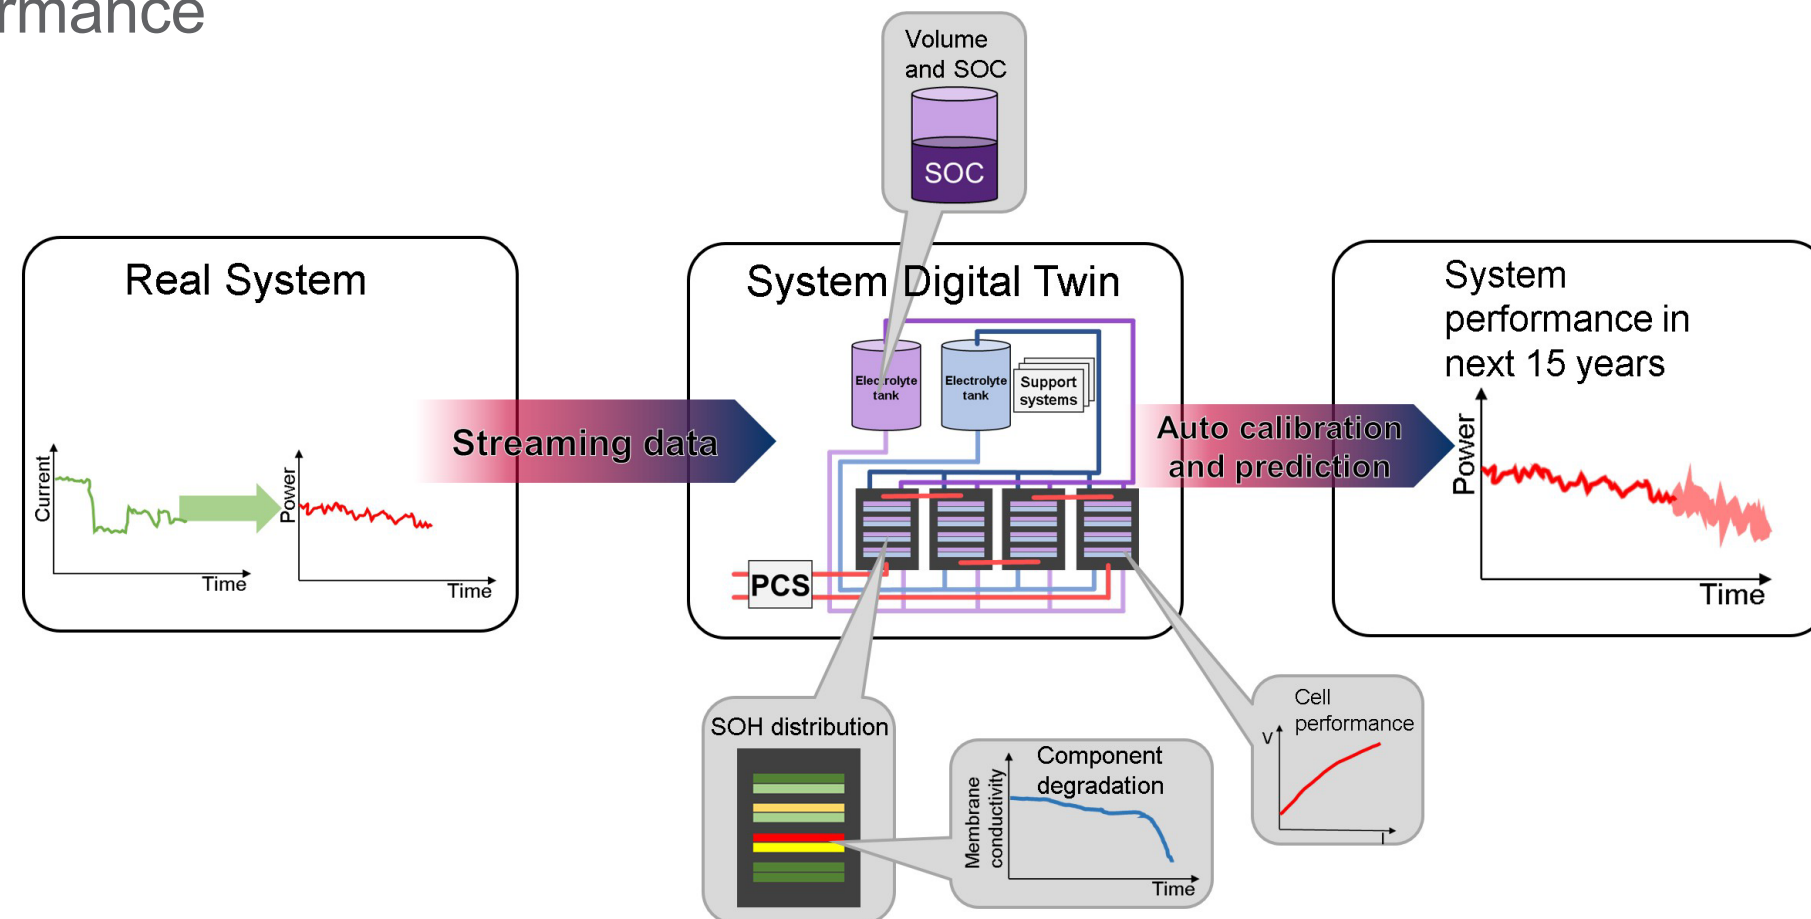 Volume
and SOC
SOC
Real System
Current
Time
Power
Time
Streaming data
System Digital Twin
Electrolyte
tank
Electrolyte
tank
Support
systems
PCS
Auto calibration
and prediction
System
performance in
next 15 years
Power
Time
SOH distribution
Component
degradation
Membrane
conductivity
Time
Cell
performance
V
I